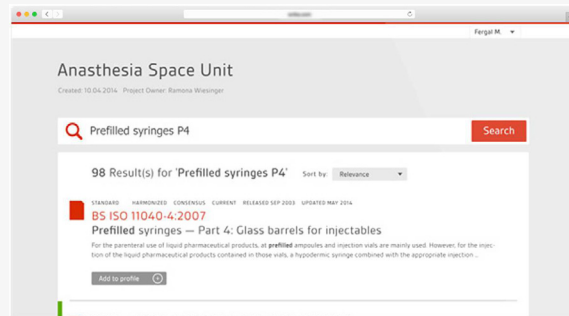 Fergal M.
Anasthesia Space Unit
Created: 10.04.2014 Project Owner: Ramona Wiesinger
Prefilled syringes P4
Search
98 Result(s) for 'Prefilled syringes P4' Sort by: Relevance
STANDARD HARMONIZED CONSENSUS CURRENT RELEASED SEP 2003 UPDATED MAY 2014
BS ISO 11040-4:2007
Prefilled syringes — Part 4: Glass barrels for injectables
For the parenteral use of liquid pharmaceutical products, at prefilled ampoules and injection vials are mainly used. However, for the injec-
tion of the liquid pharmaceutical products contained in those vials, a hypodermic syringe combined with the appropriate injection ..
Add to profile